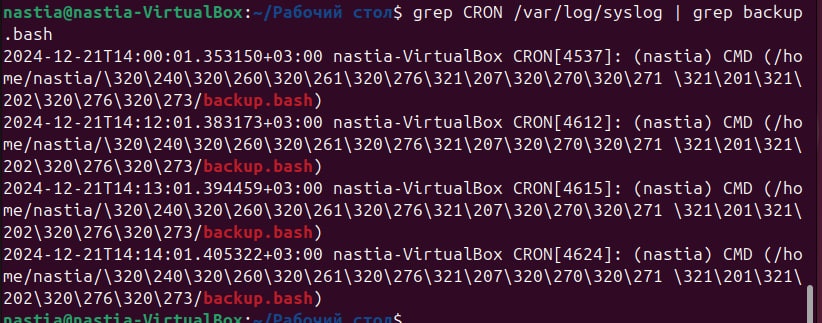 nastia@nastia-VirtualBox:~/Рабочий стол$ grep CRON /var/log/syslog | grep backup
.bash
2024-12-21T14:00:01.353150+03:00 nastia-VirtualBox CRON[4537]: (nastia) CMD (/ho
me/nastia/\320\240\320\260\320\261\320\276\321\207\320\270\320\271 \321\201\321\
202\320\276\320\273/backup.bash)
2024-12-21T14:12:01.383173+03:00 nastia-VirtualBox CRON[4612]: (nastia) CMD (/ho
me/nastia/\320\240\320\260\320\261\320\276\321\207\320\270\320\271 \321\201\321\
202\320\276\320\273/backup.bash)
2024-12-21T14:13:01.394459+03:00 nastia-VirtualBox CRON[4615]: (nastia) CMD (/ho
me/nastia/\320\240\320\260\320\261\320\276\321\207\320\270\320\271 \321\201\321\
202\320\276\320\273/backup.bash)
2024-12-21T14:14:01.405322+03:00 nastia-VirtualBox CRON[4624]: (nastia) CMD (/ho
me/nastia/\320\240\320\260\320\261\320\276\321\207\320\270\320\271 \321\201\321\
202\320\276\320\273/backup.bash)
nastia@nastia-VirtualBox:~/Рабочий стол$